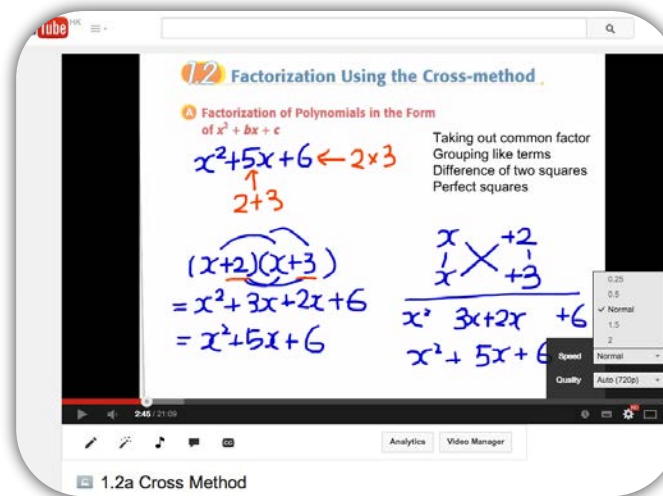 Tube HK
1.2 Factorization Using the Cross-method
A Factorization of Polynomials in the Form
of x² + bx + c
x²+5x+6 ← 2×3
↑
2+3
Taking out common factor
Grouping like terms
Difference of two squares
Perfect squares
(x+2)(x+3)
= x²+3x+2x+6
= x²+5x+6
x +2
x +3
x² 3x+2x +6
x²+ 5x+6
0.25
0.5
✓ Normal
1.5
2
Speed Normal
Quality Auto (720p)
2:45 / 21:09
CC
Analytics Video Manager
1.2a Cross Method